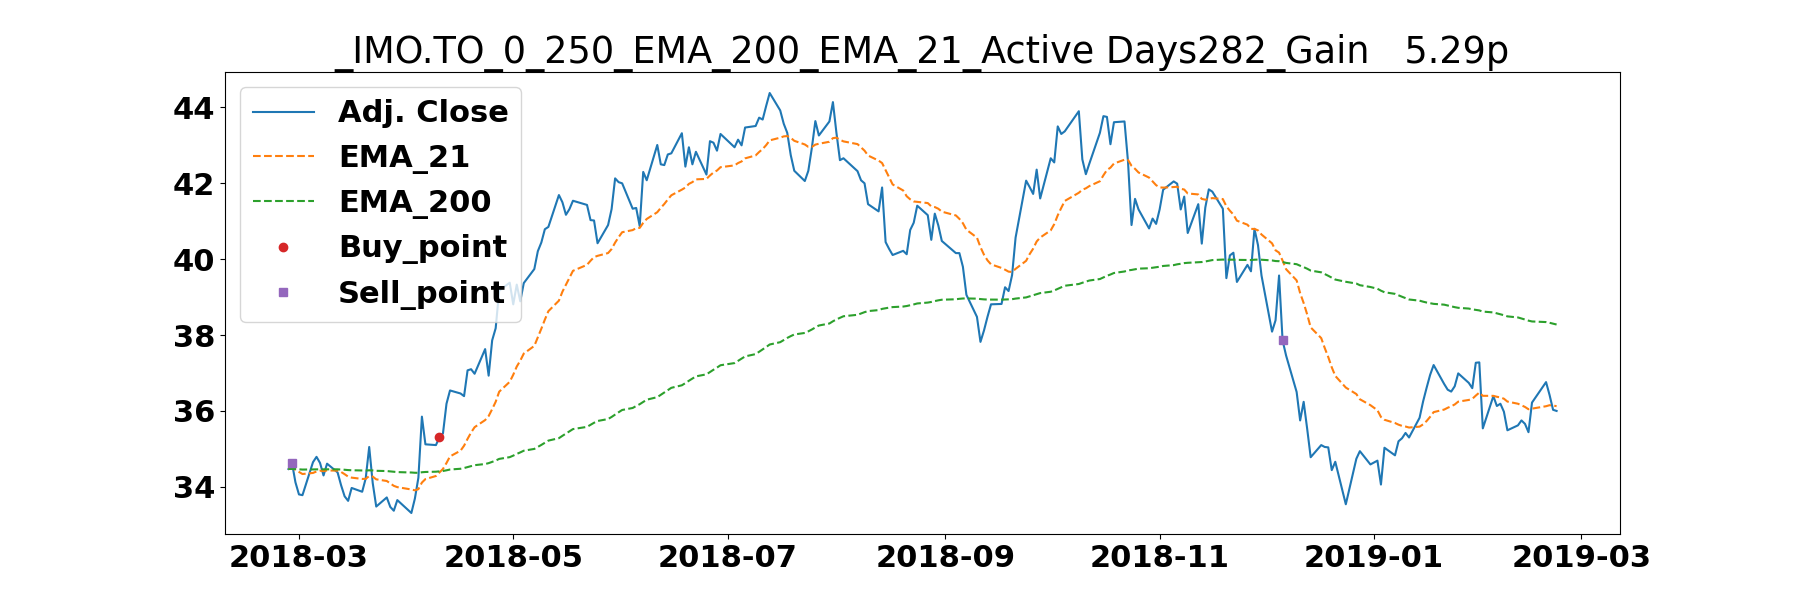 _IMO.TO_0_250_EMA_200_EMA_21_Active Days282_Gain   5.29p
44
42
40
38
36
34
Adj. Close
EMA_21
EMA_200
Buy_point
Sell_point
2018-03 2018-05 2018-07 2018-09 2018-11 2019-01 2019-03